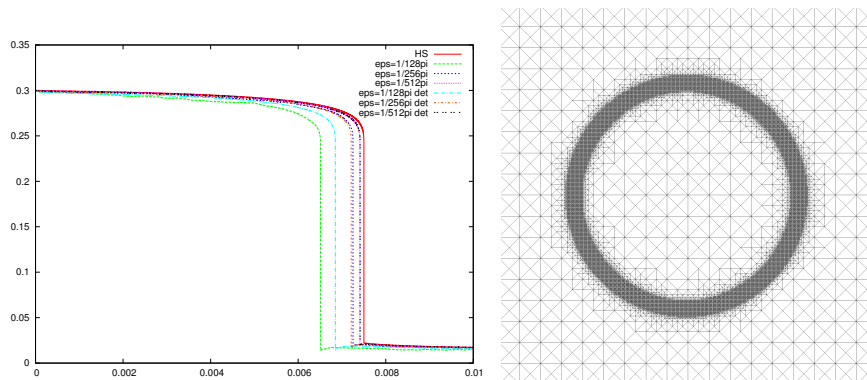 0.35
0.3
0.25
0.2
0.15
0.1
0.05
0
0
0.002
0.004
0.006
0.008
0.01
HS
eps=1/128pi
eps=1/256pi
eps=1/512pi
eps=1/128pi det
eps=1/256pi det
eps=1/512pi det